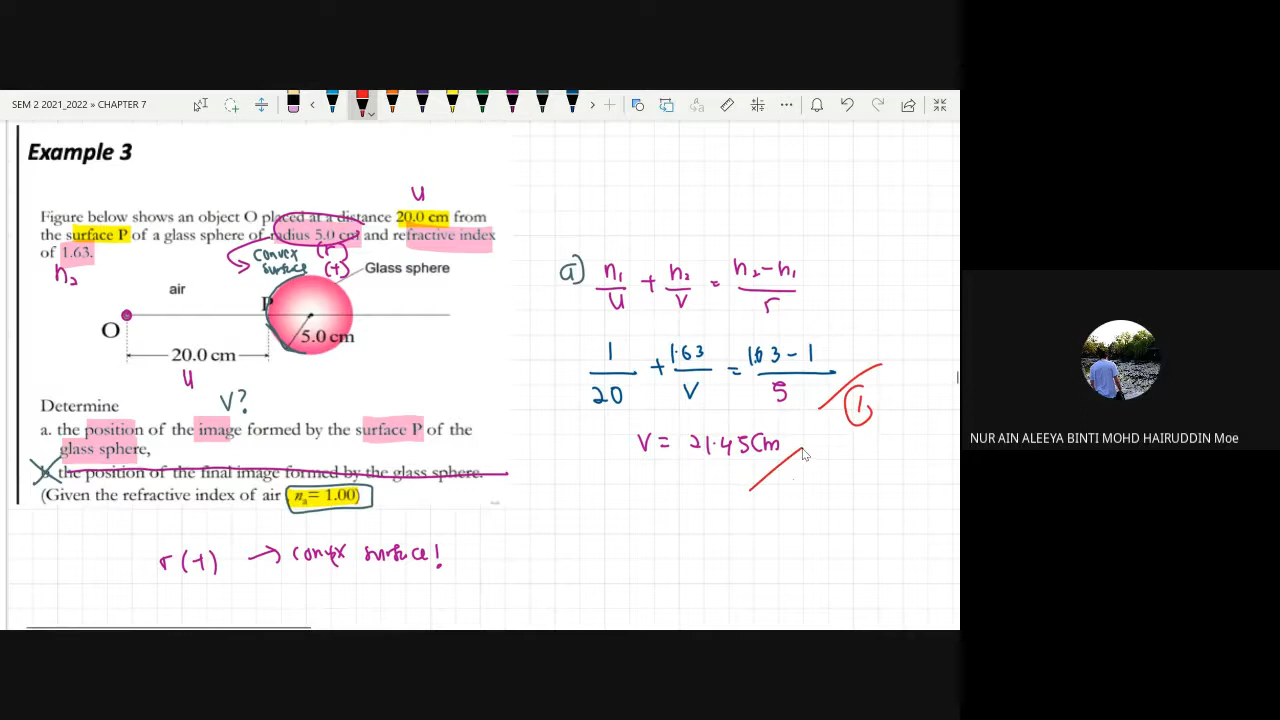 SEM 2 2021_2022 » CHAPTER 7
Example 3
u
Figure below shows an object O placed at a distance 20.0 cm from
the surface P of a glass sphere of radius 5.0 cm and refractive index
of 1.63.
n₂
convex (r)
surface (+)
Glass sphere
air
P
O
5.0 cm
20.0 cm
u
v?
Determine
a. the position of the image formed by the surface P of the
glass sphere,
b. the position of the final image formed by the glass sphere.
(Given the refractive index of air, nₐ = 1.00)
r (+) → convex surface!
a) n₁/u + n₂/v = n₂-n₁/r
1/20 + 1.63/v = 1.63 - 1/5
1
v = 21.45cm
NUR AIN ALEEYA BINTI MOHD HAIRUDDIN Moe